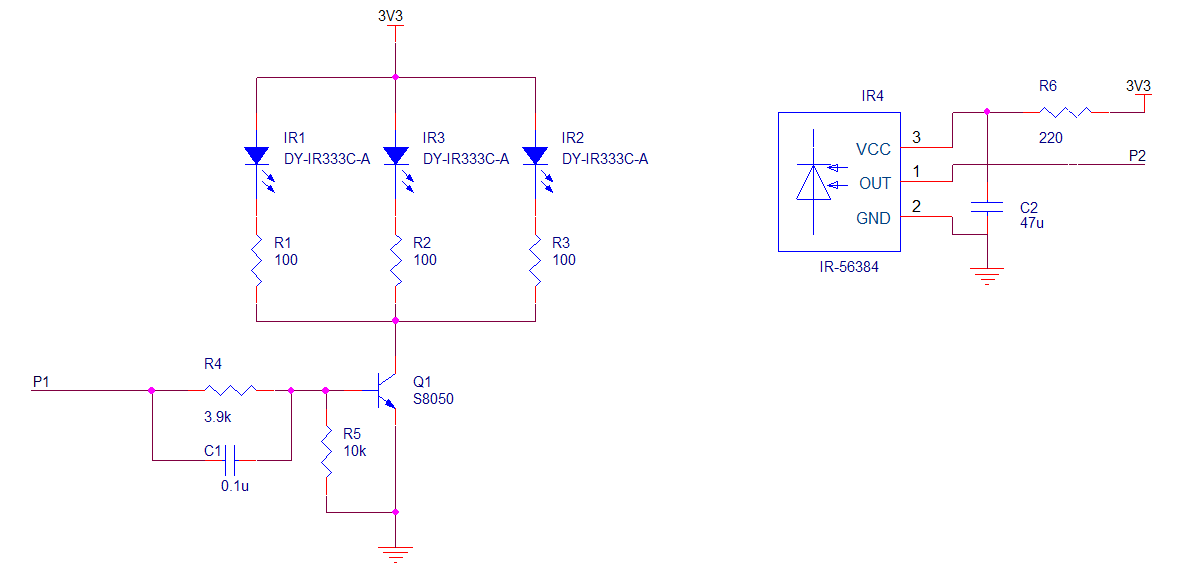 3V3
IR1
DY-IR333C-A
IR3
DY-IR333C-A
IR2
DY-IR333C-A
R1
100
R2
100
R3
100
P1
R4
3.9k
C1
0.1u
R5
10k
Q1
S8050
IR4
VCC
3
OUT
1
GND
2
IR-56384
R6
220
3V3
P2
C2
47u